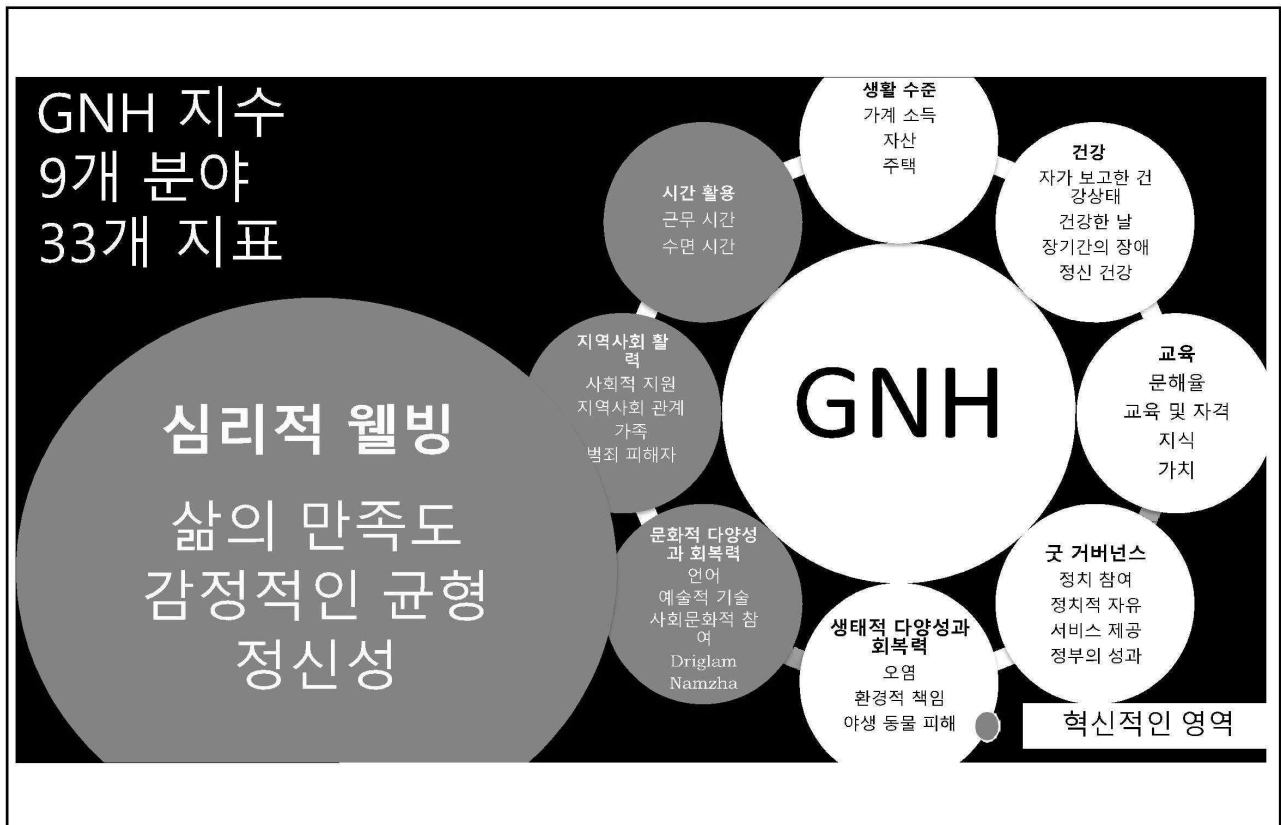 GNH 지수
9개 분야
33개 지표
심리적 웰빙
삶의 만족도
감정적인 균형
정신성
생활 수준
가계 소득
자산
주택
건강
자가 보고한 건
강상태
건강한 날
장기간의 장애
정신 건강
시간 활용
근무 시간
수면 시간
지역사회 활
력
사회적 지원
지역사회 관계
가족
범죄 피해자
GNH
교육
문해율
교육 및 자격
지식
가치
문화적 다양성
과 회복력
언어
예술적 기술
사회문화적 참
여
Driglam
Namzha
생태적 다양성과
회복력
오염
환경적 책임
야생 동물 피해
굿 거버넌스
정치 참여
정치적 자유
서비스 제공
정부의 성과
혁신적인 영역